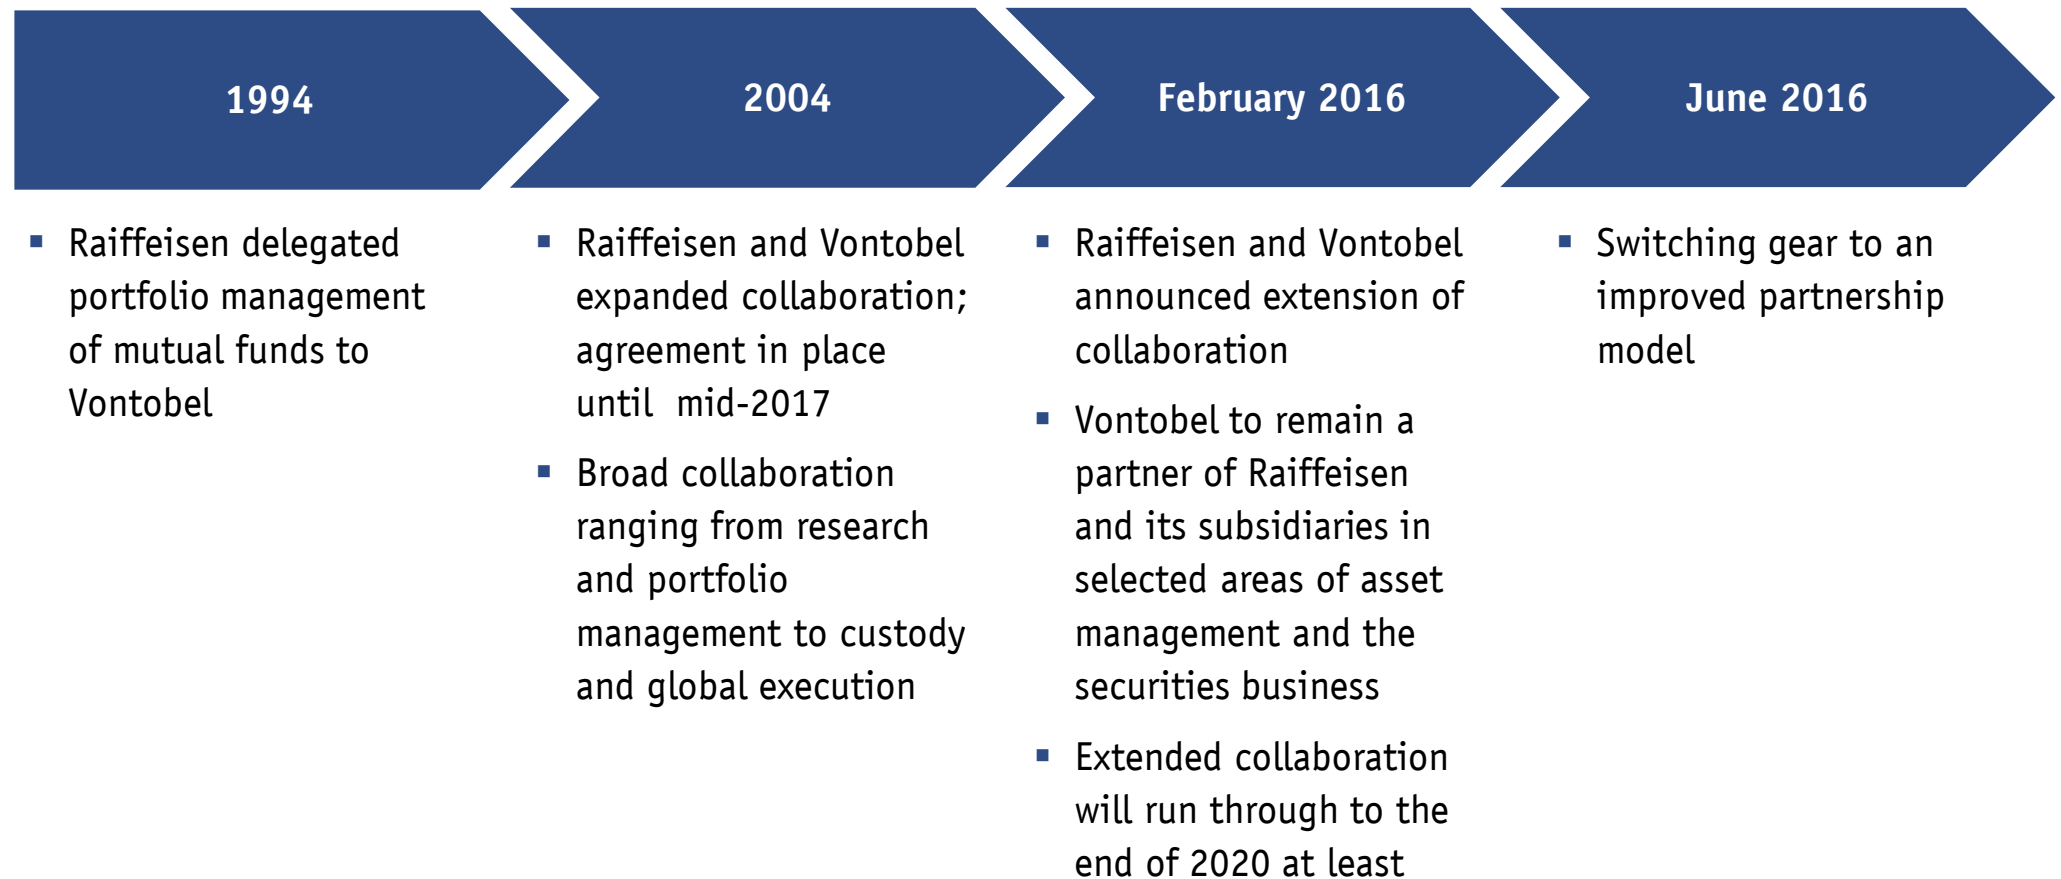 1994
2004
February 2016
June 2016
▪ Raiffeisen delegated
portfolio management
of mutual funds to
Vontobel
▪ Raiffeisen and Vontobel
expanded collaboration;
agreement in place
until  mid-2017
▪ Broad collaboration
ranging from research
and portfolio
management to custody
and global execution
▪ Raiffeisen and Vontobel
announced extension of
collaboration
▪ Vontobel to remain a
partner of Raiffeisen
and its subsidiaries in
selected areas of asset
management and the
securities business
▪ Extended collaboration
will run through to the
end of 2020 at least
▪ Switching gear to an
improved partnership
model